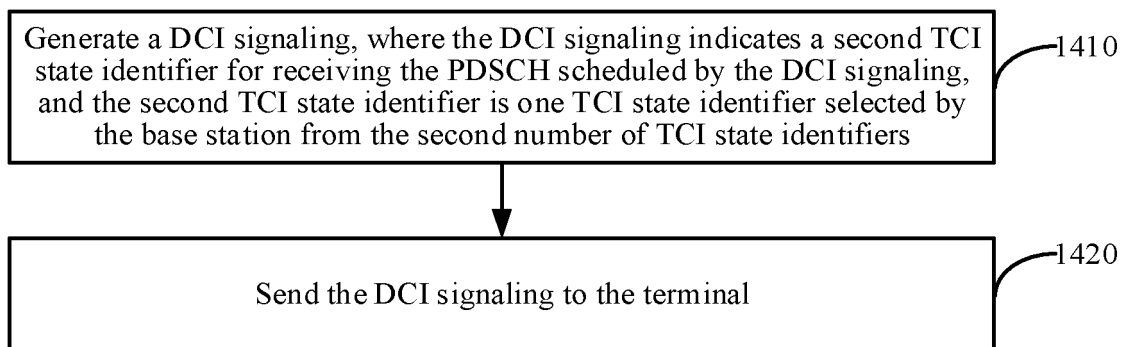 Generate a DCI signaling, where the DCI signaling indicates a second TCI
state identifier for receiving the PDSCH scheduled by the DCI signaling,
and the second TCI state identifier is one TCI state identifier selected by
the base station from the second number of TCI state identifiers
1410
Send the DCI signaling to the terminal
1420